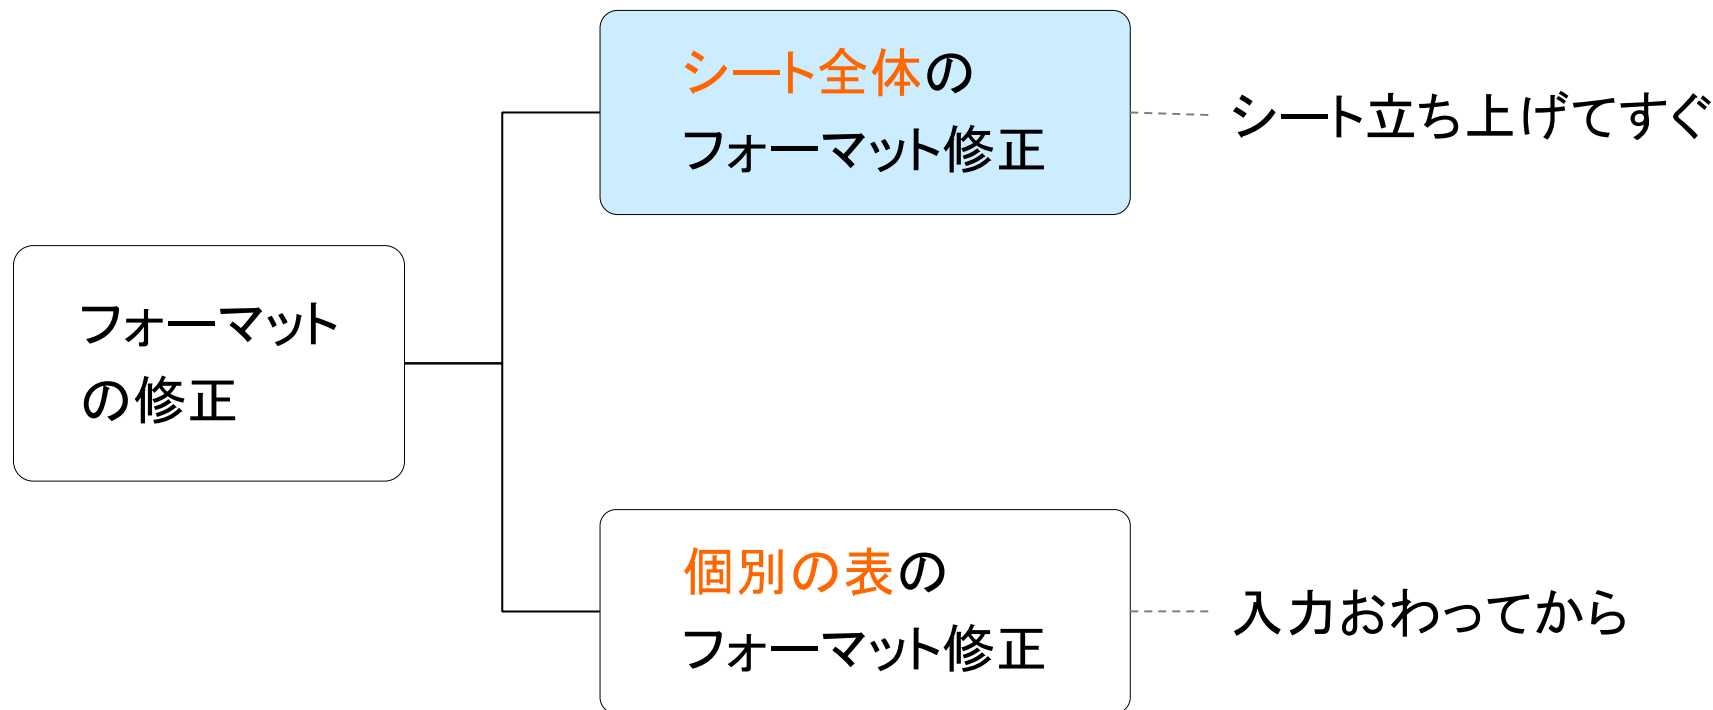 シート全体の
フォーマット修正
シート立ち上げてすぐ
フォーマット
の修正
個別の表の
フォーマット修正
入力おわってから